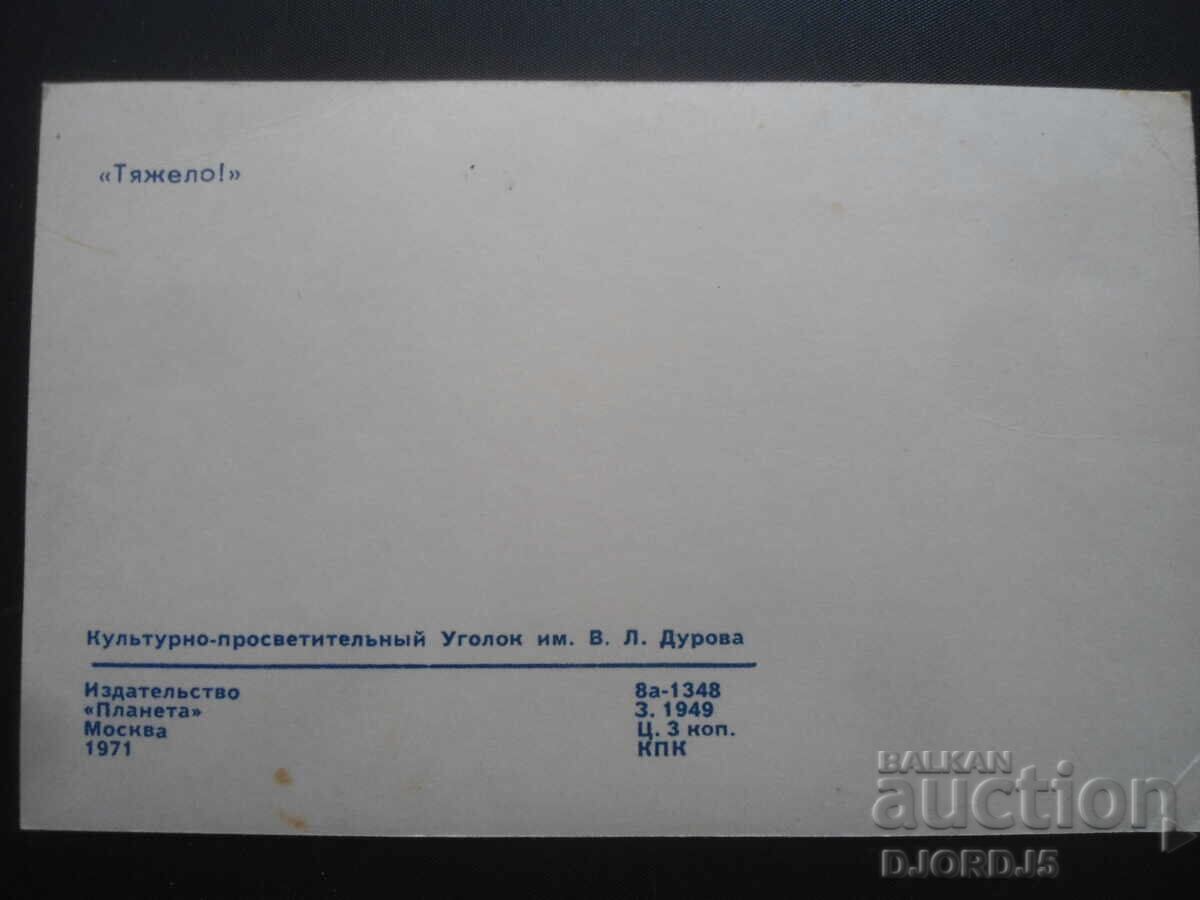 «Тяжело!»
Культурно-просветительный Уголок им. В. Л. Дурова
Издательство
«Планета»
Москва
1971
8а-1348
З. 1949
Ц. 3 коп.
КПК
BALKAN
auction
DJORDJ5